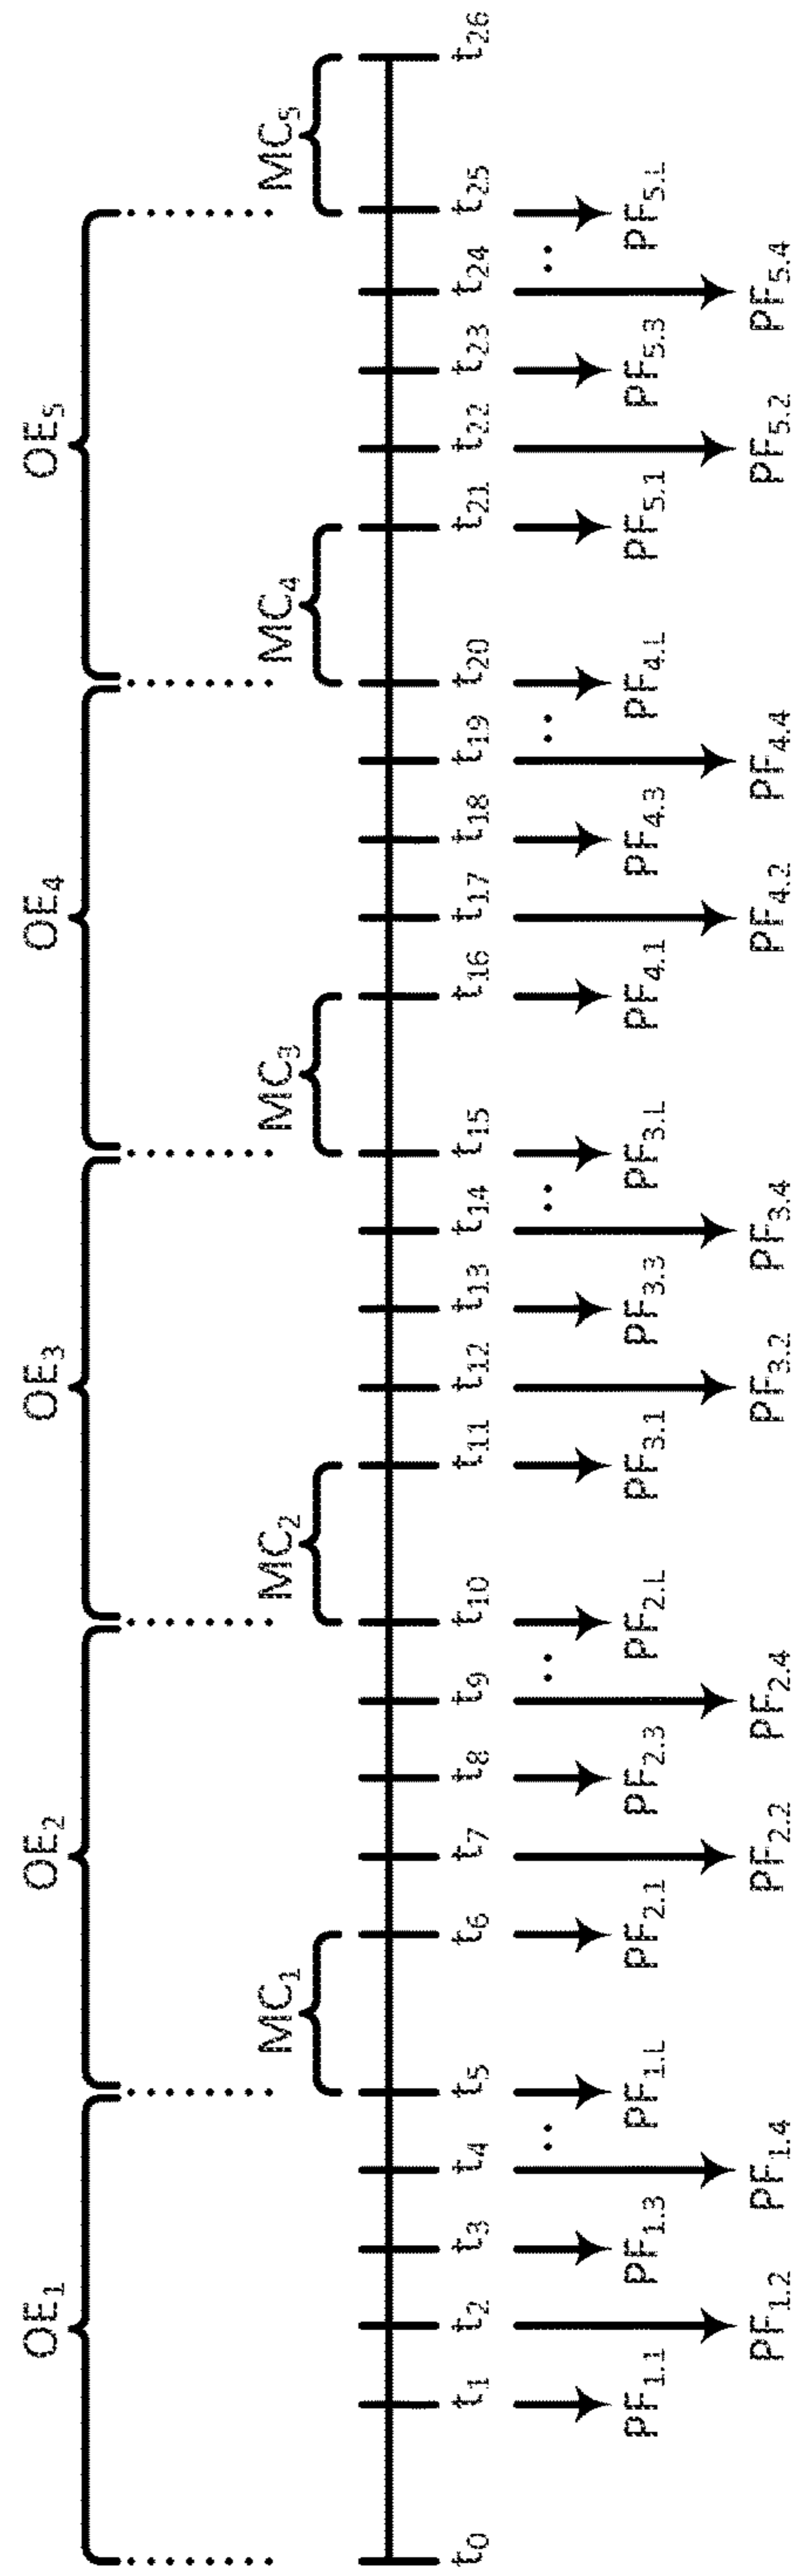 OE₁ OE₂ OE₃ OE₄ OE₅
MC₁ MC₂ MC₃ MC₄ MC₅
t₀ t₁ t₂ t₃ t₄ t₅ t₆ t₇ t₈ t₉ t₁₀ t₁₁ t₁₂ t₁₃ t₁₄ t₁₅ t₁₆ t₁₇ t₁₈ t₁₉ t₂₀ t₂₁ t₂₂ t₂₃ t₂₄ t₂₅ t₂₆
PF1.1 PF1.3 PF1.L PF2.1 PF2.3 PF2.L PF3.1 PF3.3 PF3.L PF4.1 PF4.3 PF4.L PF5.1 PF5.3 PF5.L
PF1.2 PF1.4 PF2.2 PF2.4 PF3.2 PF3.4 PF4.2 PF4.4 PF5.2 PF5.4